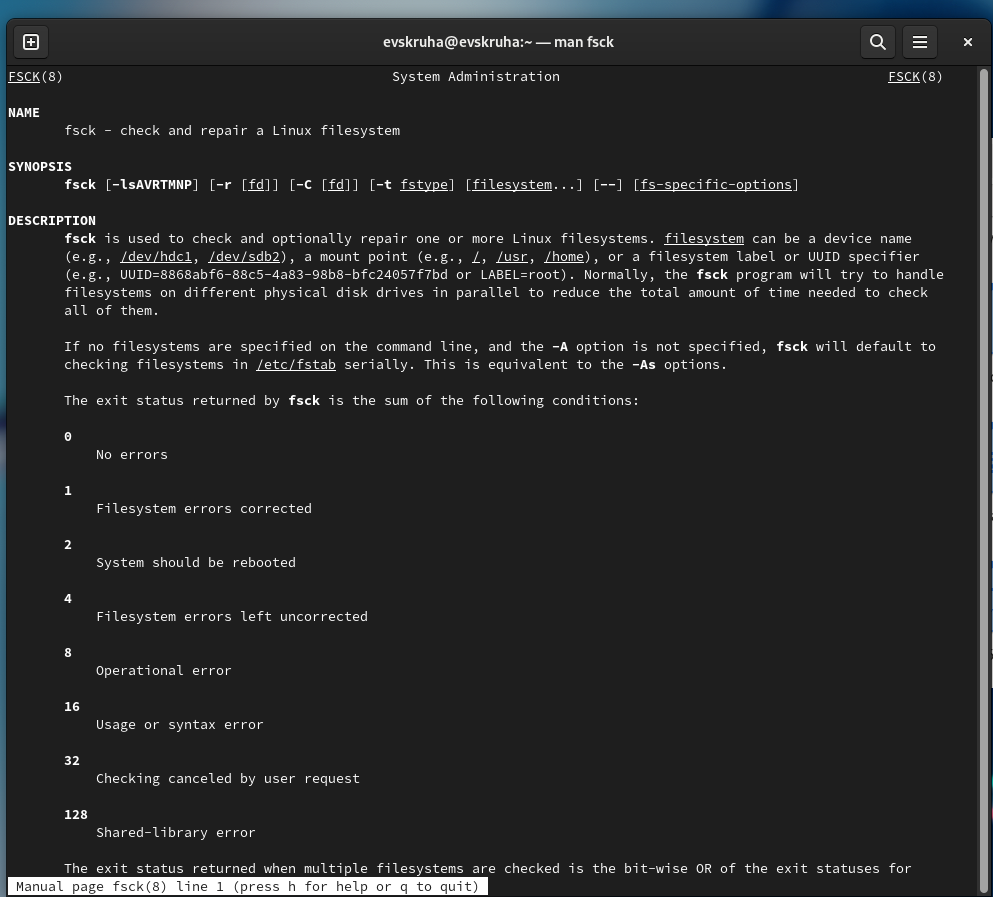 evskruha@evskruha:~ — man fsck
FSCK(8) System Administration FSCK(8)
NAME
fsck - check and repair a Linux filesystem
SYNOPSIS
fsck [-lsAVRTMNP] [-r [fd]] [-C [fd]] [-t fstype] [filesystem...] [--] [fs-specific-options]
DESCRIPTION
fsck is used to check and optionally repair one or more Linux filesystems. filesystem can be a device name
(e.g., /dev/hdc1, /dev/sdb2), a mount point (e.g., /, /usr, /home), or a filesystem label or UUID specifier
(e.g., UUID=8868abf6-88c5-4a83-98b8-bfc24057f7bd or LABEL=root). Normally, the fsck program will try to handle
filesystems on different physical disk drives in parallel to reduce the total amount of time needed to check
all of them.
If no filesystems are specified on the command line, and the -A option is not specified, fsck will default to
checking filesystems in /etc/fstab serially. This is equivalent to the -As options.
The exit status returned by fsck is the sum of the following conditions:
0
No errors
1
Filesystem errors corrected
2
System should be rebooted
4
Filesystem errors left uncorrected
8
Operational error
16
Usage or syntax error
32
Checking canceled by user request
128
Shared-library error
The exit status returned when multiple filesystems are checked is the bit-wise OR of the exit statuses for
Manual page fsck(8) line 1 (press h for help or q to quit)